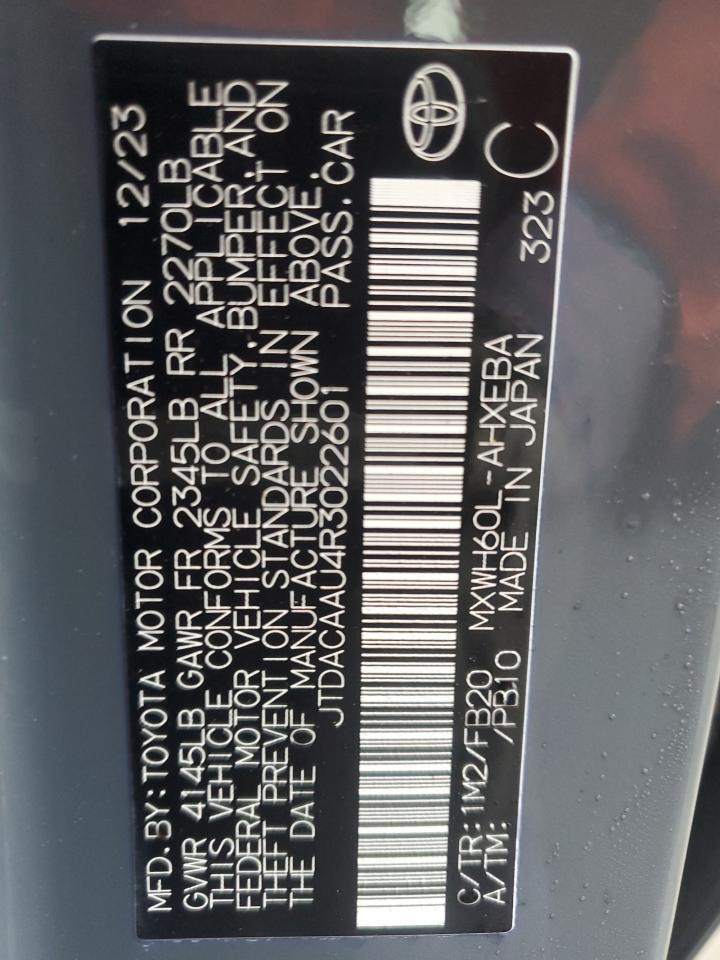 MFD.BY:TOYOTA MOTOR CORPORATION 12/23
GVWR 4145LB GAWR FR 2345LB RR 2270LB
THIS VEHICLE CONFORMS TO ALL APPLICABLE
FEDERAL MOTOR VEHICLE SAFETY,BUMPER,AND
THEFT PREVENTION STANDARDS IN EFFECT ON
THE DATE OF MANUFACTURE SHOWN ABOVE.
JTDACAAU4R3022601 PASS.CAR
C/TR:1M2/FB20 MXWH60L-AHXEBA 323 C
A/TM: /PB10 MADE IN JAPAN